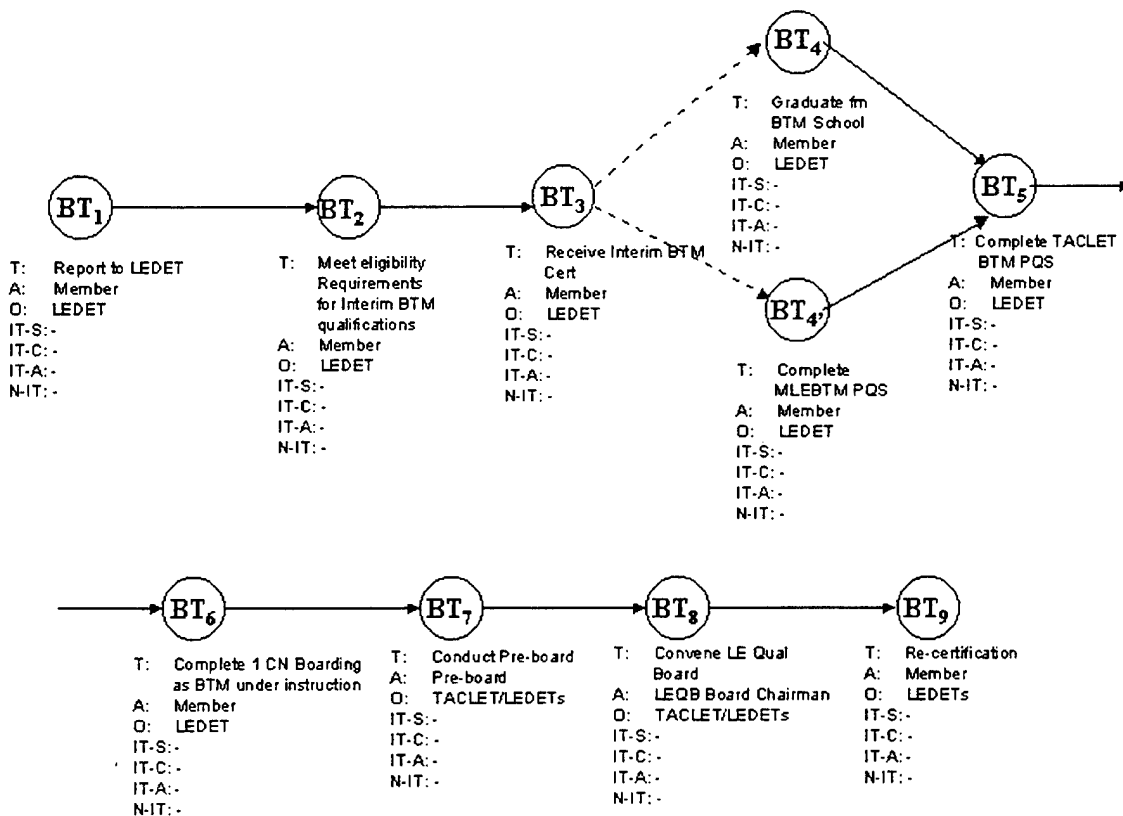 BT1
T: Report to LEDET
A: Member
O: LEDET
IT-S:-
IT-C: -
IT-A: -
N-IT: -
BT2
T: Meet eligibility
Requirements
for Interim BTM
qualifications
A: Member
O: LEDET
IT-S:-
IT-C: -
IT-A: -
N-IT: -
BT3
T: Receive Interim BTM
Cert
A: Member
O: LEDET
IT-S:-
IT-C: -
IT-A: -
N-IT: -
BT4
T: Graduate fm
BTM School
A: Member
O: LEDET
IT-S:-
IT-C: -
IT-A: -
N-IT: -
BT4'
T: Complete
MLEBTM PQS
A: Member
O: LEDET
IT-S:-
IT-C: -
IT-A: -
N-IT: -
BT5
T: Complete TACLET
BTM PQS
A: Member
O: LEDET
IT-S:-
IT-C: -
IT-A: -
N-IT: -
BT6
T: Complete 1 CN Boarding
as BTM under instruction
A: Member
O: LEDET
IT-S:-
IT-C: -
IT-A: -
N-IT: -
BT7
T: Conduct Pre-board
A: Pre-board
O: TACLET/LEDETs
IT-S:-
IT-C: -
IT-A: -
N-IT: -
BT8
T: Convene LE Qual
Board
A: LEQB Board Chairman
O: TACLET/LEDETs
IT-S:-
IT-C: -
IT-A: -
N-IT: -
BT9
T: Re-certification
A: Member
O: LEDETs
IT-S:-
IT-C: -
IT-A: -
N-IT: -